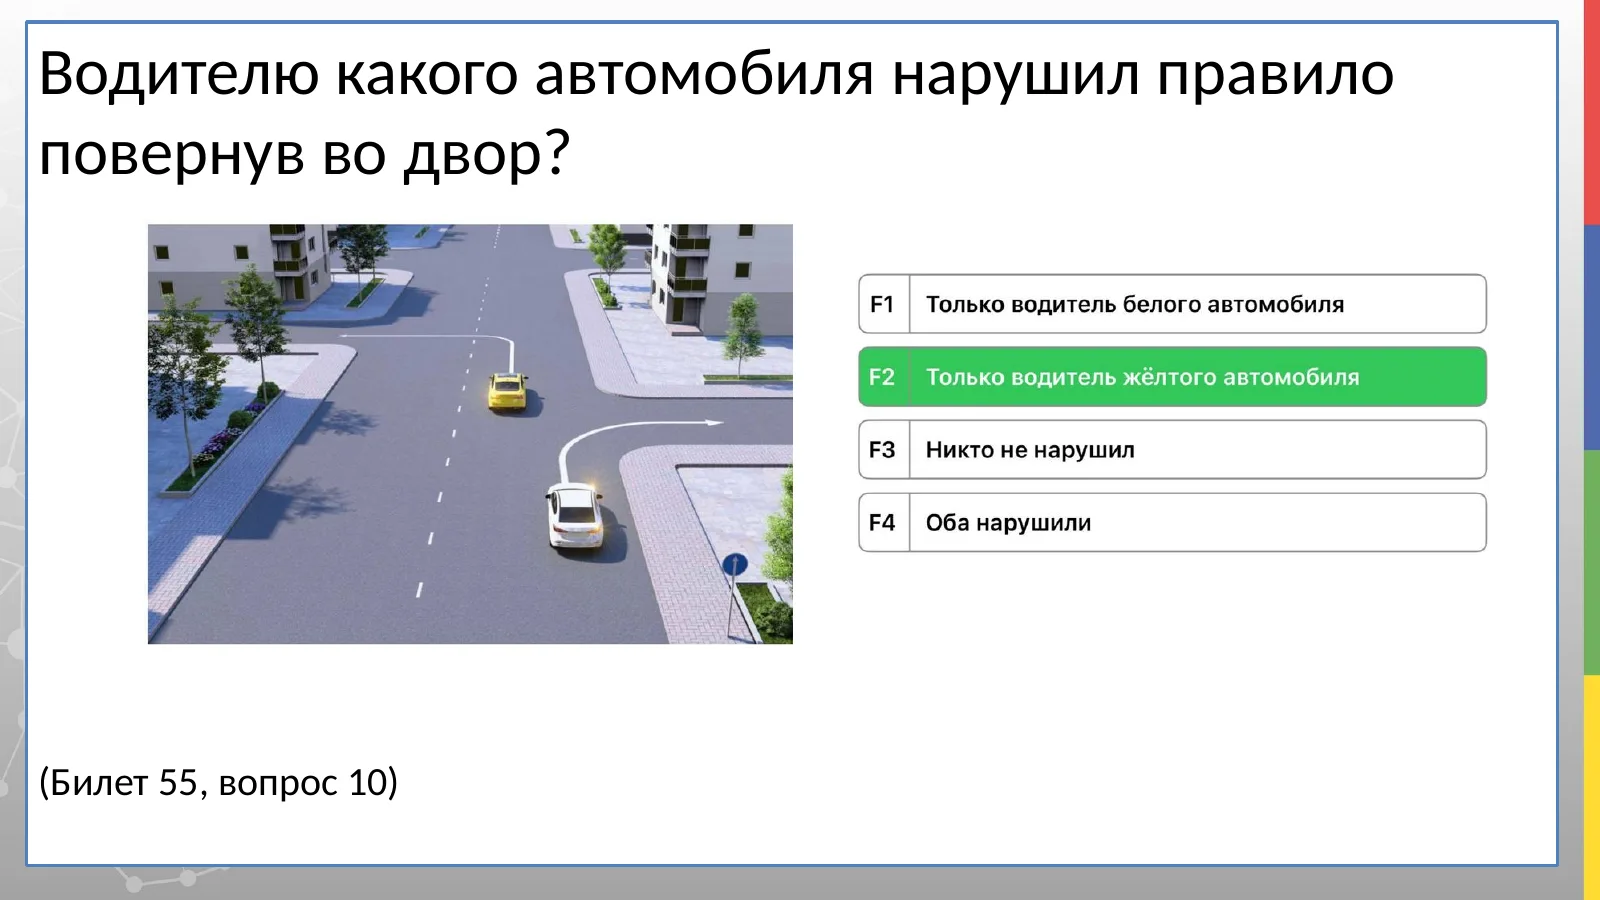 Водителю какого автомобиля нарушил правило
повернув во двор?
F1 Только водитель белого автомобиля
F2 Только водитель жёлтого автомобиля
F3 Никто не нарушил
F4 Оба нарушили
(Билет 55, вопрос 10)